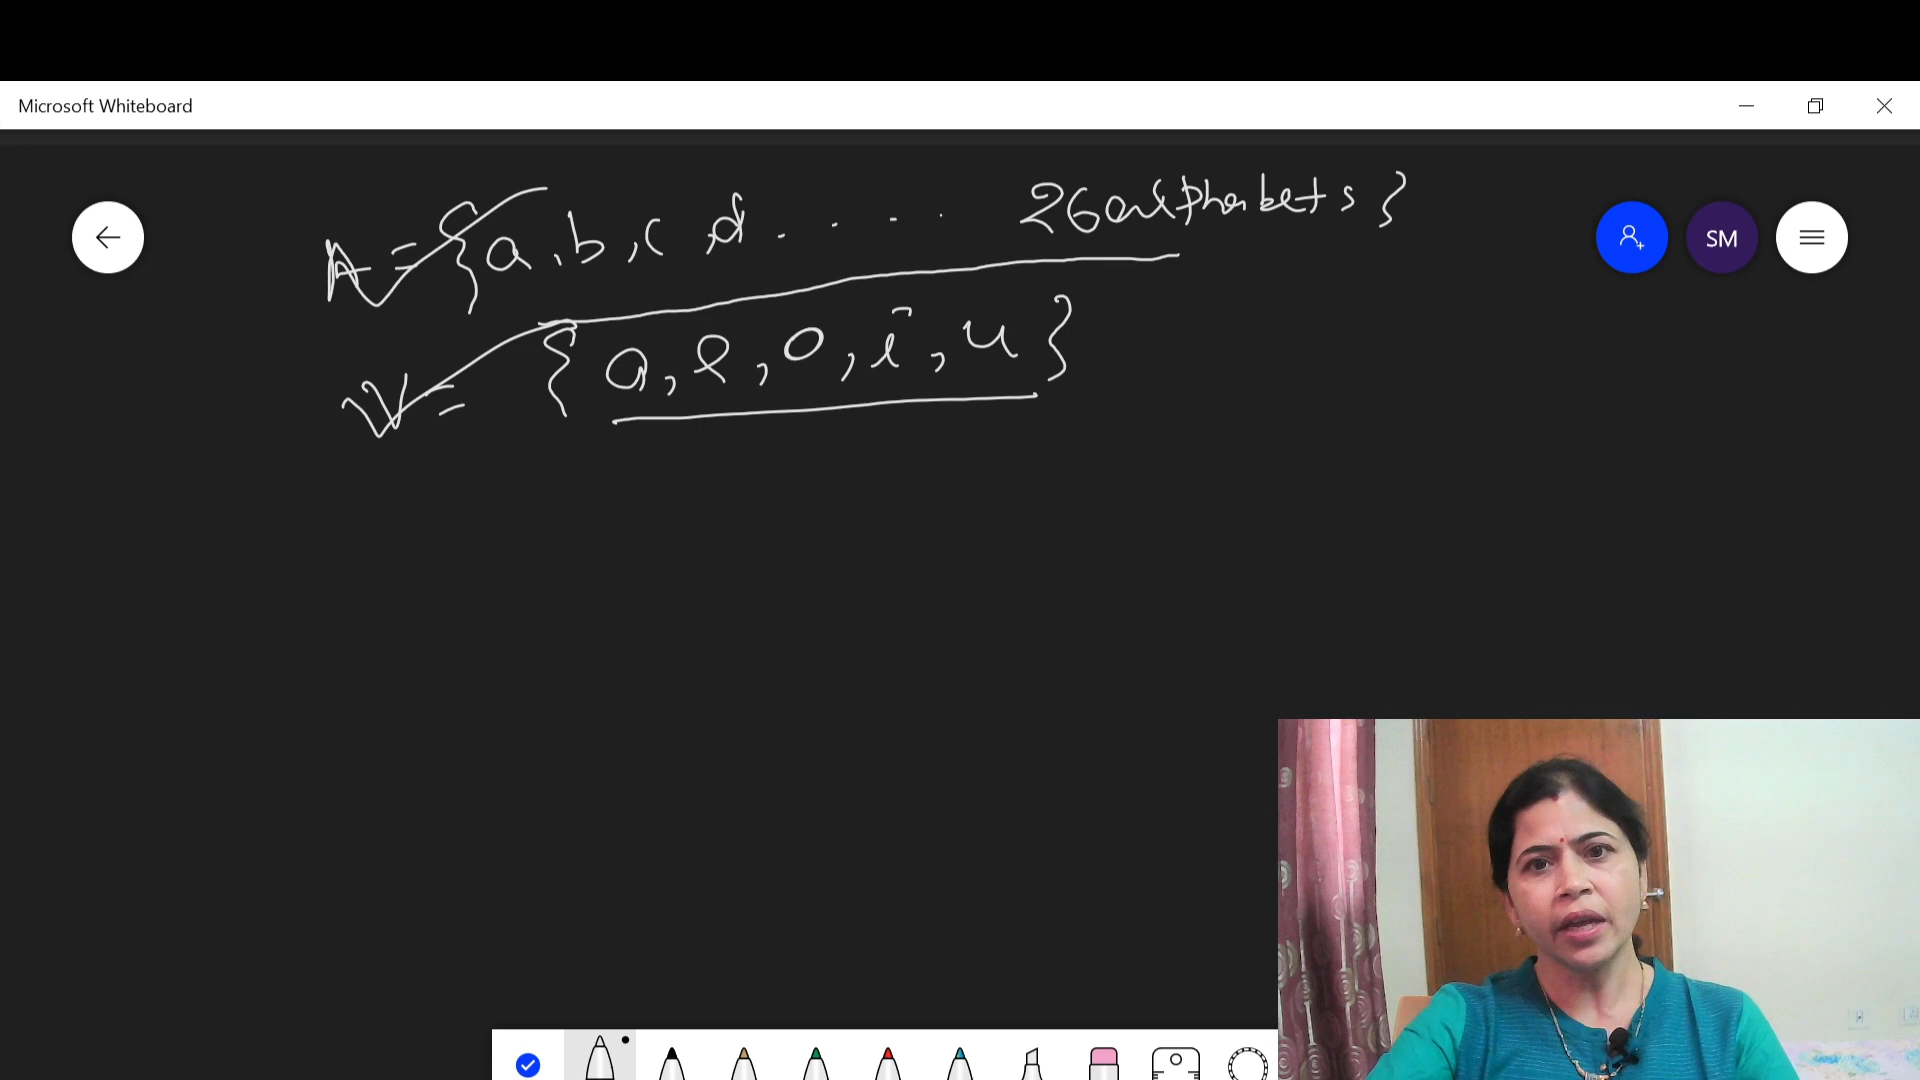 Microsoft Whiteboard
A = {a, b, c, d . . . . 26 alphabets}
SM
V = {a, e, o, i, u}